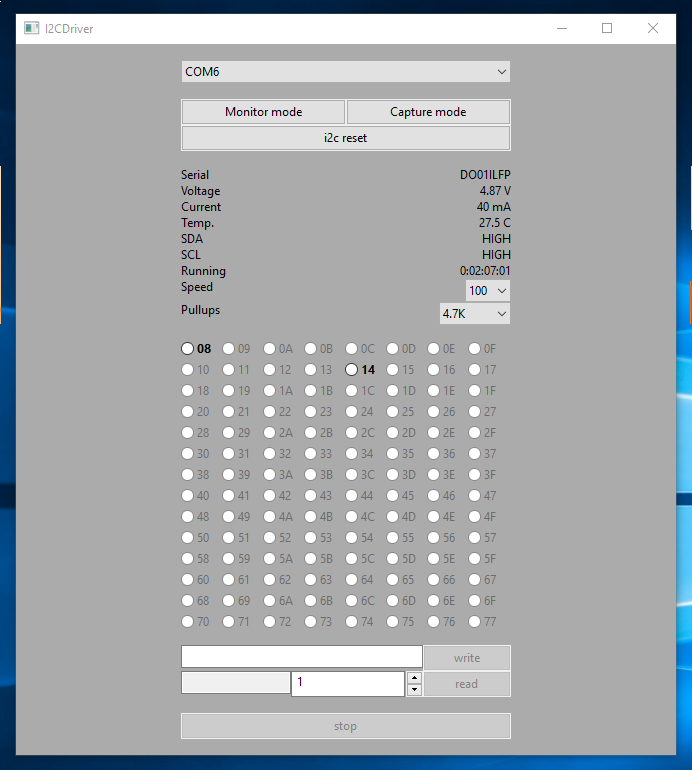 I2CDriver
COM6
Monitor mode Capture mode
i2c reset
Serial DO01ILFP
Voltage 4.87 V
Current 40 mA
Temp. 27.5 C
SDA HIGH
SCL HIGH
Running 0:02:07:01
Speed 100
Pullups 4.7K
08 09 0A 0B 0C 0D 0E 0F
10 11 12 13 14 15 16 17
18 19 1A 1B 1C 1D 1E 1F
20 21 22 23 24 25 26 27
28 29 2A 2B 2C 2D 2E 2F
30 31 32 33 34 35 36 37
38 39 3A 3B 3C 3D 3E 3F
40 41 42 43 44 45 46 47
48 49 4A 4B 4C 4D 4E 4F
50 51 52 53 54 55 56 57
58 59 5A 5B 5C 5D 5E 5F
60 61 62 63 64 65 66 67
68 69 6A 6B 6C 6D 6E 6F
70 71 72 73 74 75 76 77
write
1 read
stop